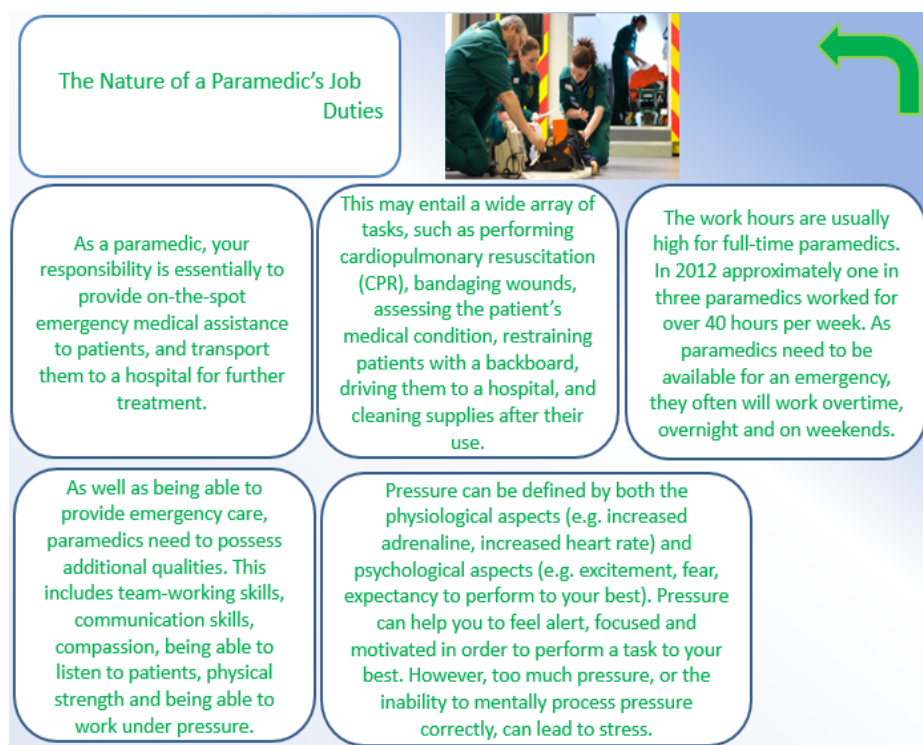 The Nature of a Paramedic's Job
Duties
As a paramedic, your
responsibility is essentially to
provide on-the-spot
emergency medical assistance
to patients, and transport
them to a hospital for further
treatment.
This may entail a wide array of
tasks, such as performing
cardiopulmonary resuscitation
(CPR), bandaging wounds,
assessing the patient's
medical condition, restraining
patients with a backboard,
driving them to a hospital, and
cleaning supplies after their
use.
The work hours are usually
high for full-time paramedics.
In 2012 approximately one in
three paramedics worked for
over 40 hours per week. As
paramedics need to be
available for an emergency,
they often will work overtime,
overnight and on weekends.
As well as being able to
provide emergency care,
paramedics need to possess
additional qualities. This
includes team-working skills,
communication skills,
compassion, being able to
listen to patients, physical
strength and being able to
work under pressure.
Pressure can be defined by both the
physiological aspects (e.g. increased
adrenaline, increased heart rate) and
psychological aspects (e.g. excitement, fear,
expectancy to perform to your best). Pressure
can help you to feel alert, focused and
motivated in order to perform a task to your
best. However, too much pressure, or the
inability to mentally process pressure
correctly, can lead to stress.